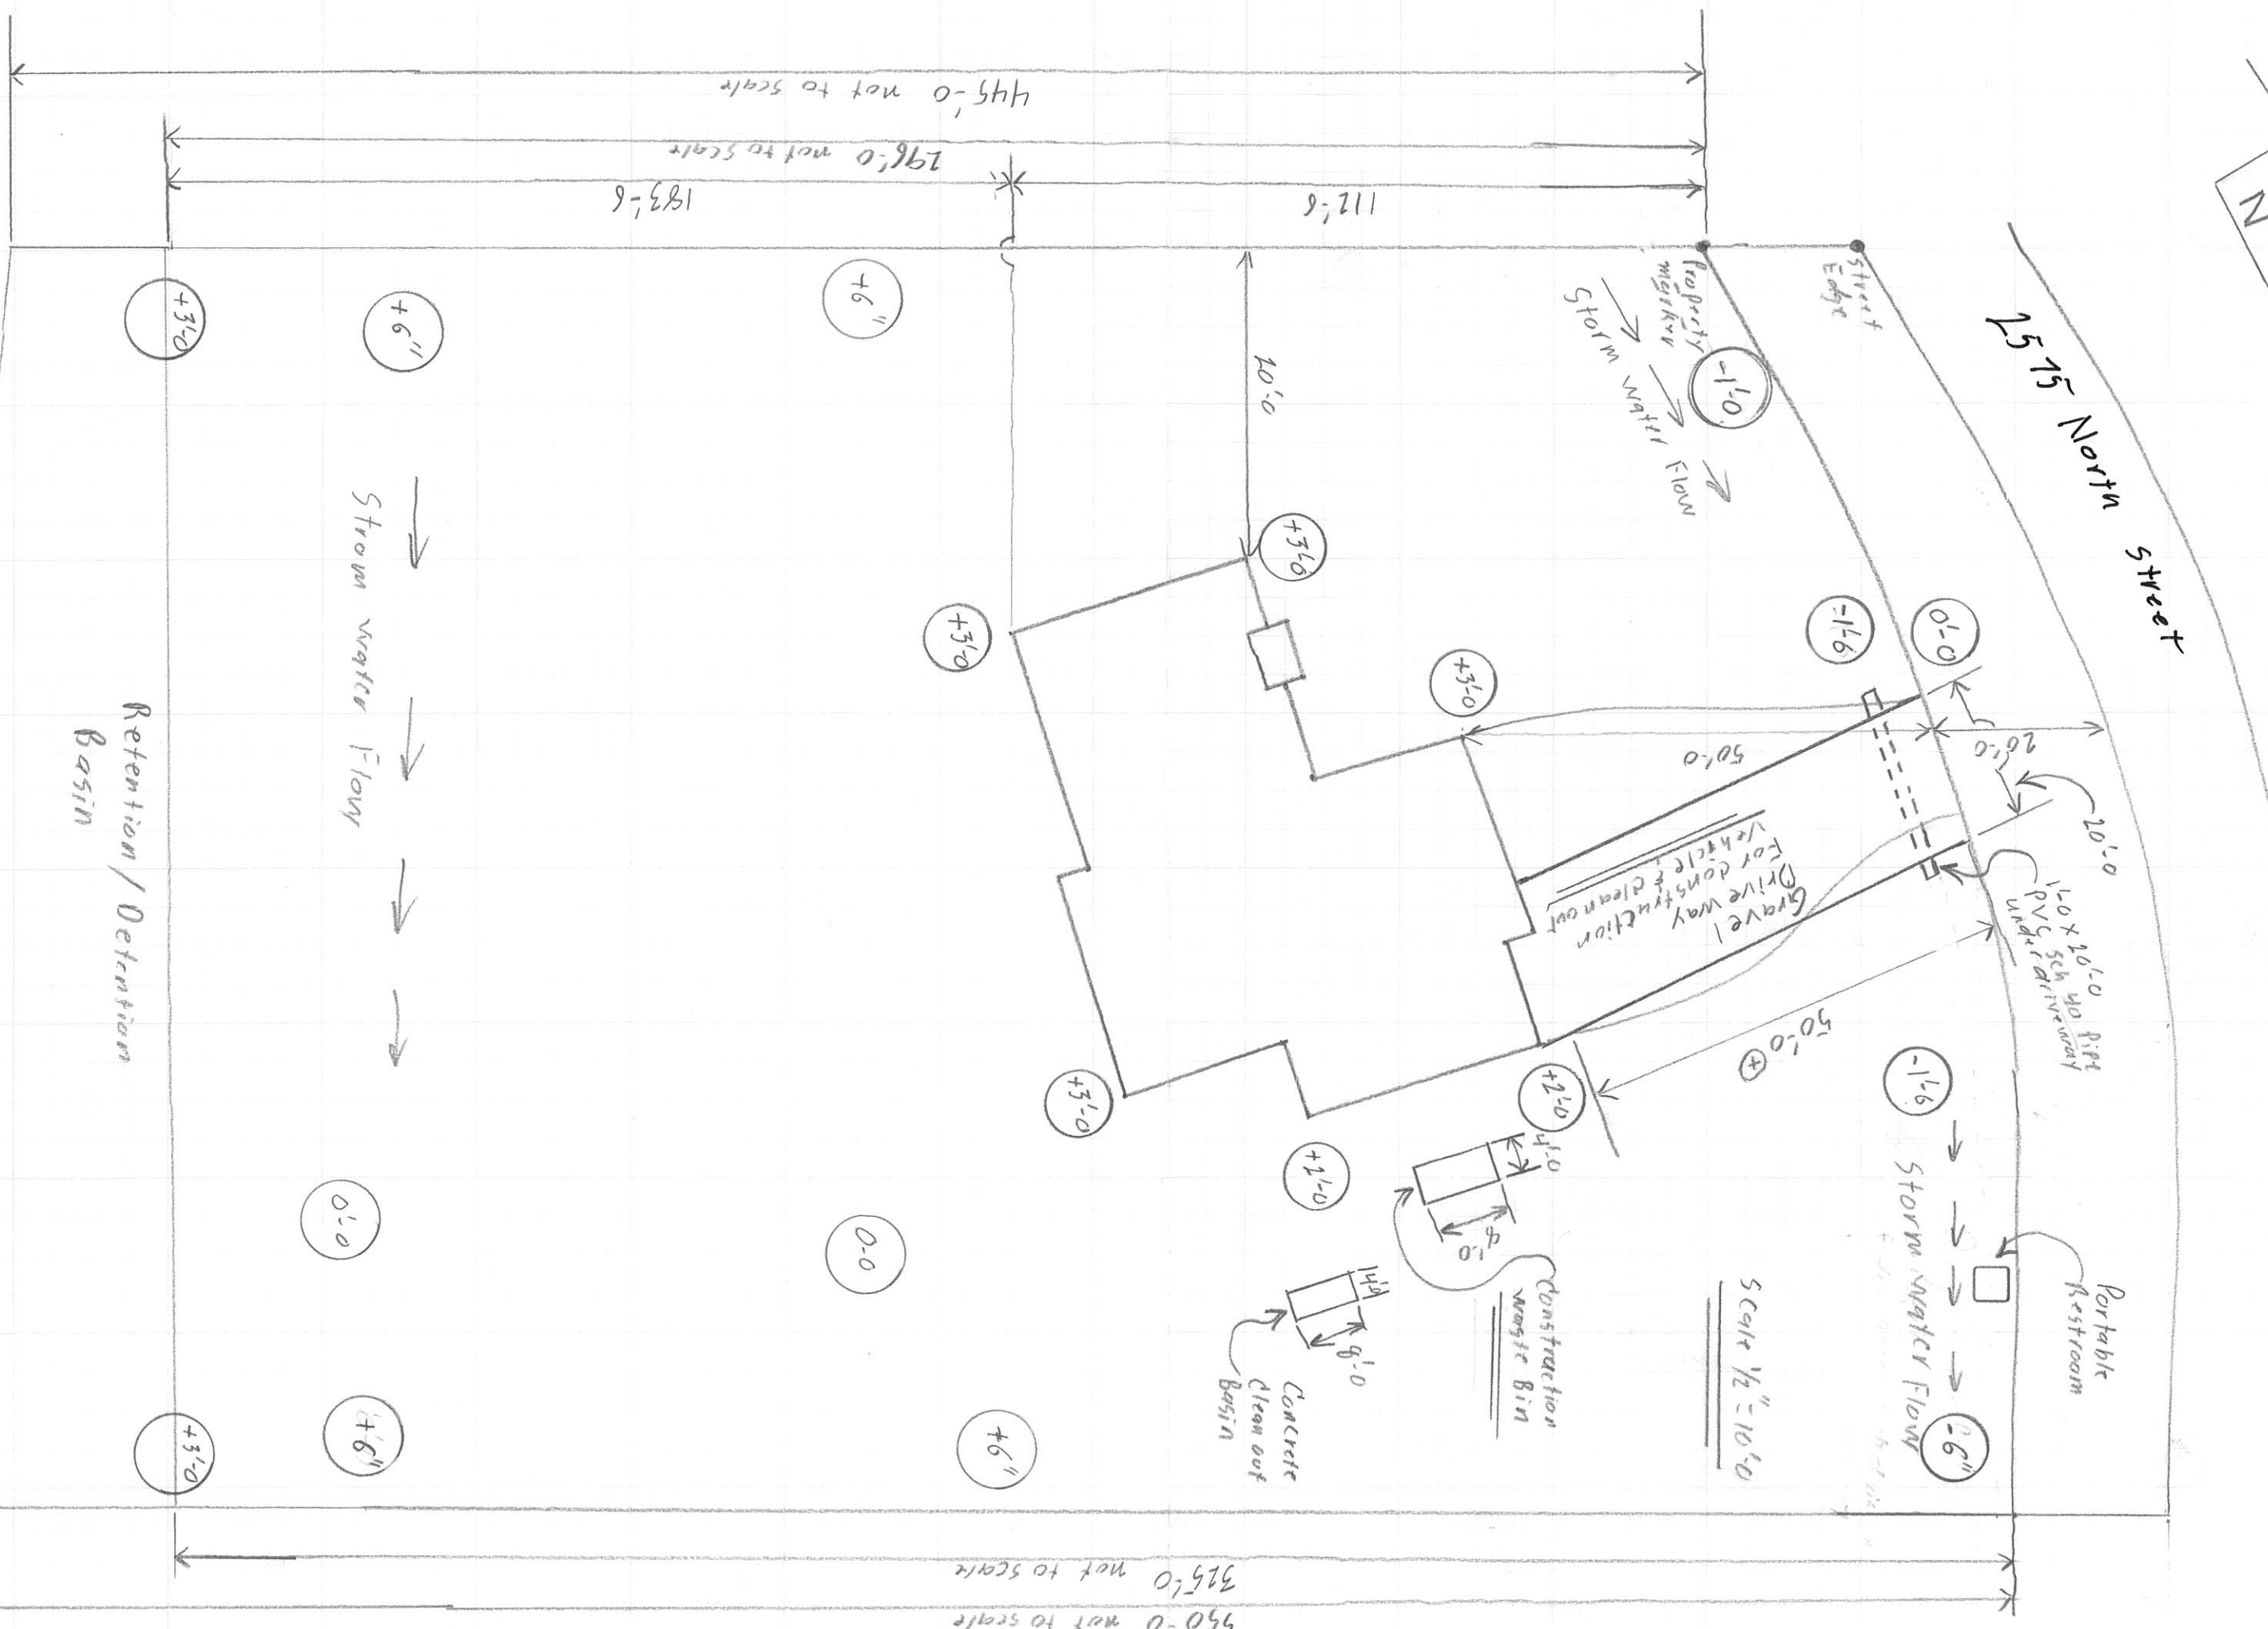 N
2575 North Street
445'-0 not to scale
296'-0 not to scale
183'-6
112'-6
Street
Edge
Property
marker
Storm water Flow
-1'-0
+3'-0
+6"
+6"
20'-0
+3'-0
+3'-0
+3'-0
-1'-6
0'-0
50'-0
20'-0
20'-0
1'-0 x 20'-0
PVC sch 40 Pipe
under driveway
Gravel
Drive way
For construction
vehicle & clean out
50'-0 +
Strom water Flow
Retention / Detention
Basin
+3'-0
+2'-0
+2'-0
-1'-6
Storm water Flow
-6"
Portable
Restroom
Scale 1/2" = 10'-0
4'-0
8'-0
Construction
waste Bin
4'-0
8'-0
Concrete
Clean out
Basin
0'-0
0-0
+6"
+6"
+3'-0
325'-0 not to scale
550-0 not to scale